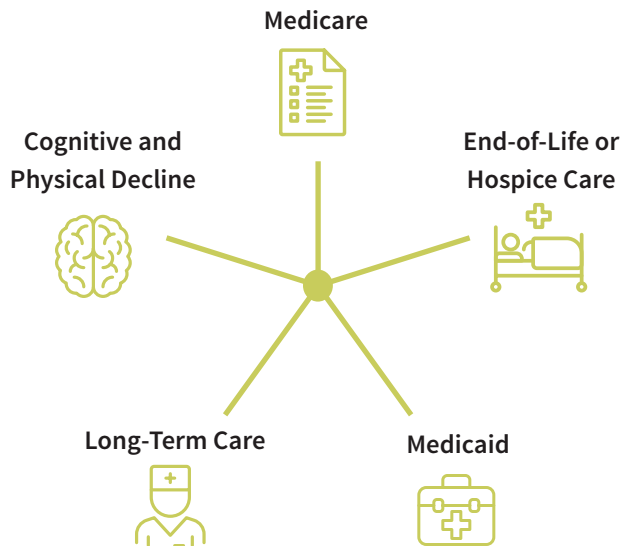 Medicare
Cognitive and
Physical Decline
End-of-Life or
Hospice Care
Long-Term Care
Medicaid